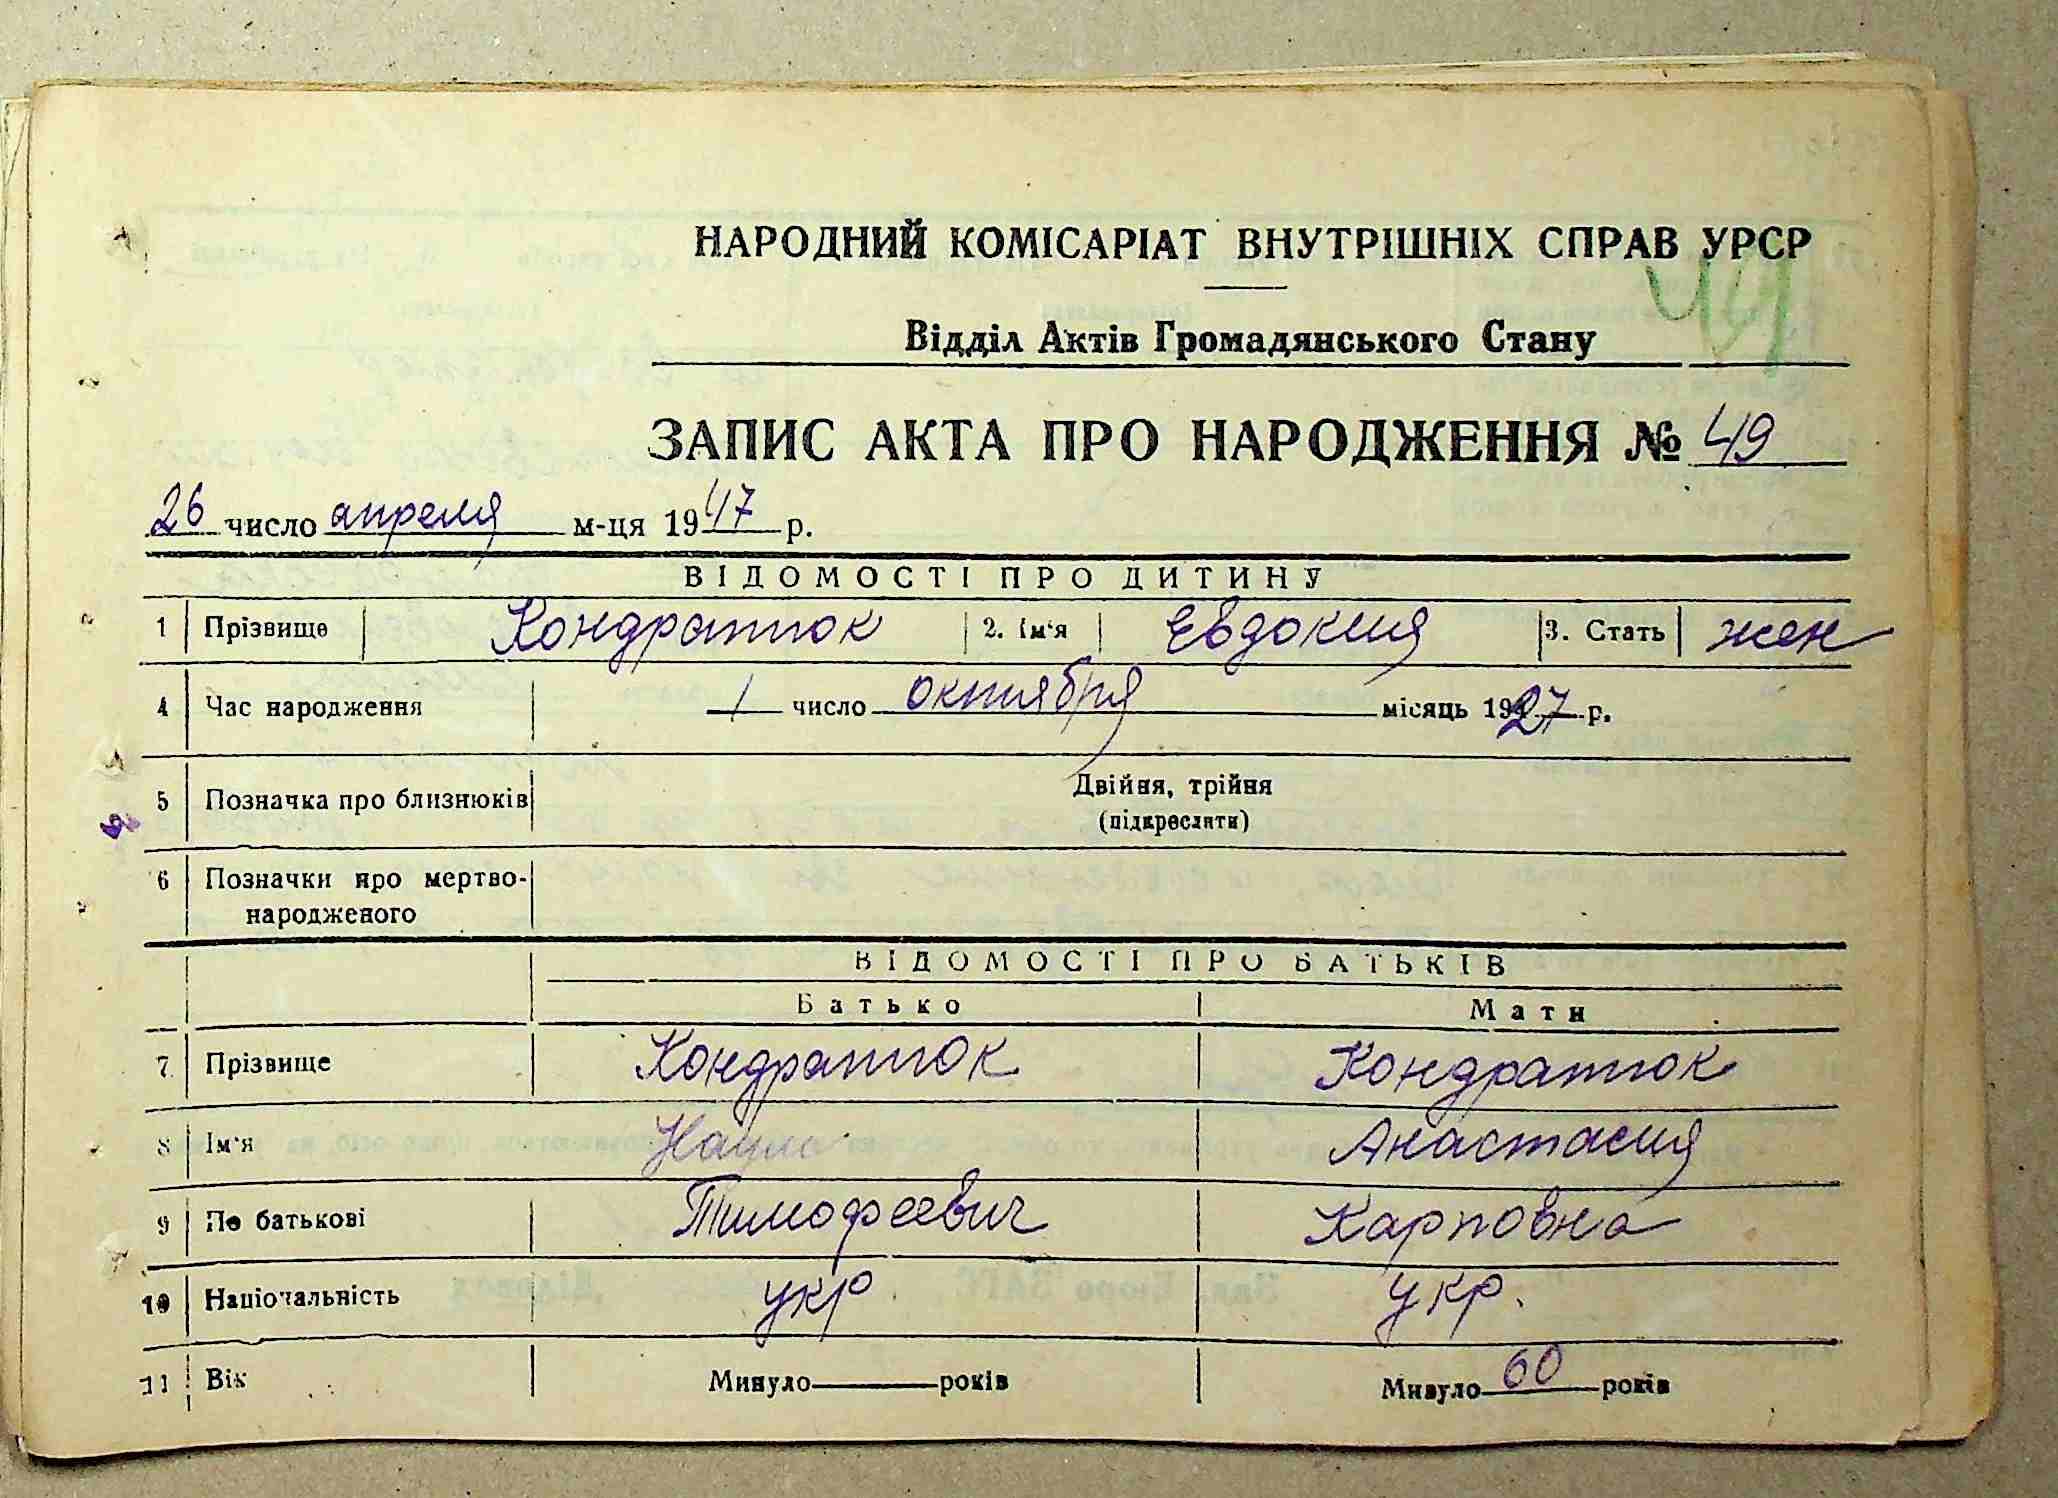 НАРОДНИЙ КОМІСАРІАТ ВНУТРІШНІХ СПРАВ УРСР
49
Відділ Актів Громадянського Стану
ЗАПИС АКТА ПРО НАРОДЖЕННЯ № 49
26 число апреля м-ця 1947 р.
ВІДОМОСТІ ПРО ДИТИНУ
1 Прізвище Кондратюк 2. Ім'я Евдокия 3. Стать жен
4 Час народження 1 число октября місяць 1927 р.
5 Позначка про близнюків Двійня, трійня
(підкреслити)
6 Позначки про мертво-
народженого
ВІДОМОСТІ ПРО БАТЬКІВ
Батько Мати
7 Прізвище Кондратюк Кондратюк
8 Ім'я Наум Анастасия
9 По батькові Тимофеевич Карповна
10 Національність укр укр.
11 Вік Минуло років Минуло 60 років